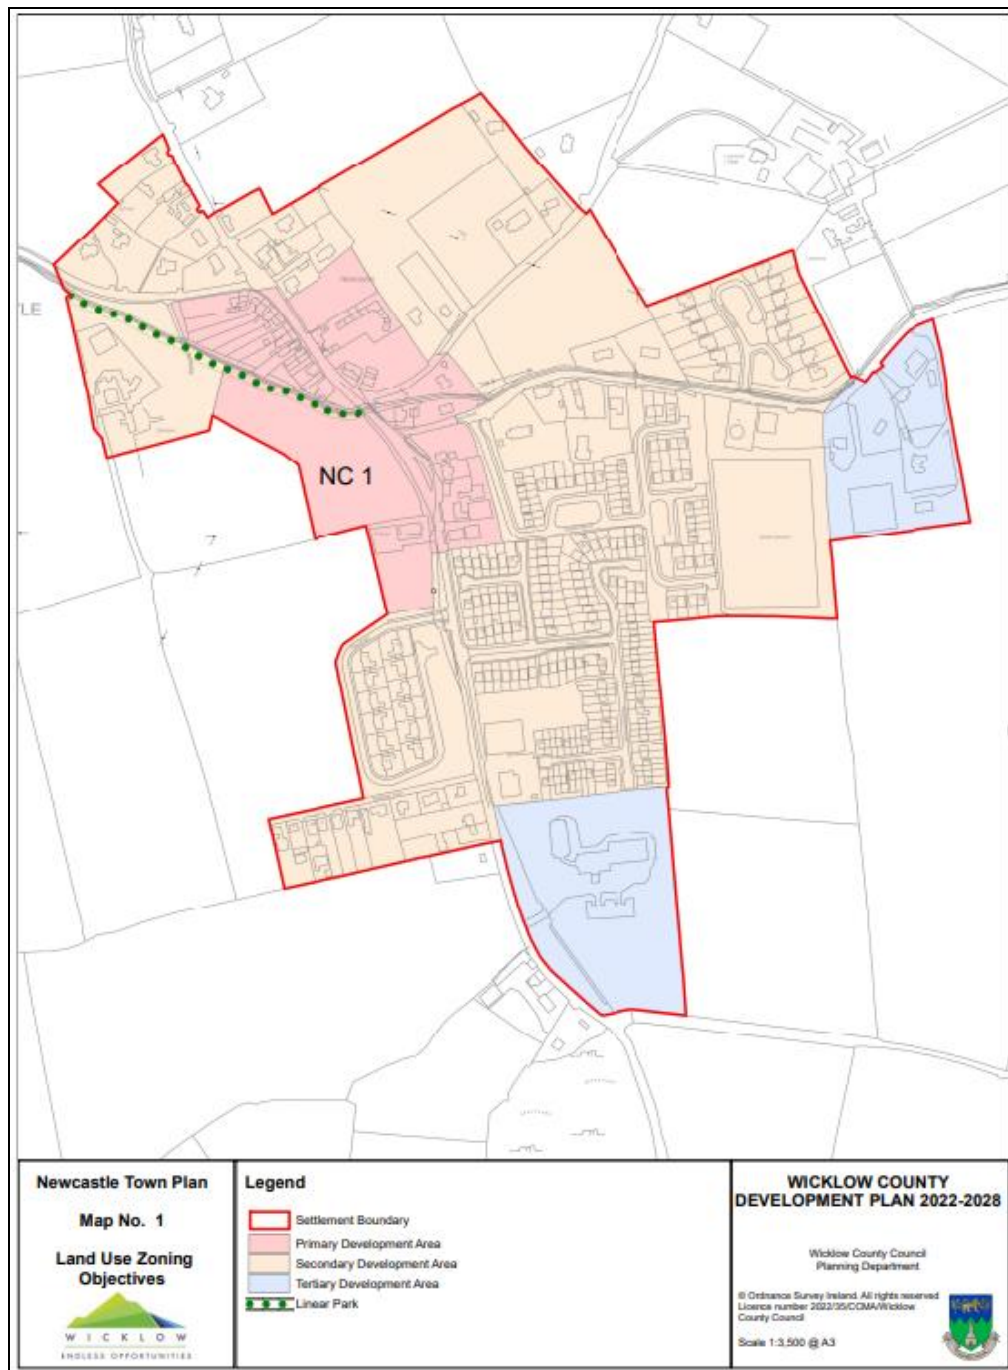 YLE
NC 1
Newcastle Town Plan
Map No. 1
Land Use Zoning
Objectives
WICKLOW
ENDLESS OPPORTUNITIES
Legend
Settlement Boundary
Primary Development Area
Secondary Development Area
Tertiary Development Area
Linear Park
WICKLOW COUNTY
DEVELOPMENT PLAN 2022-2028
Wicklow County Council
Planning Department
© Ordnance Survey Ireland. All rights reserved
Licence number 2022/35/CCMA/Wicklow
County Council
Scale 1:3,500 @ A3